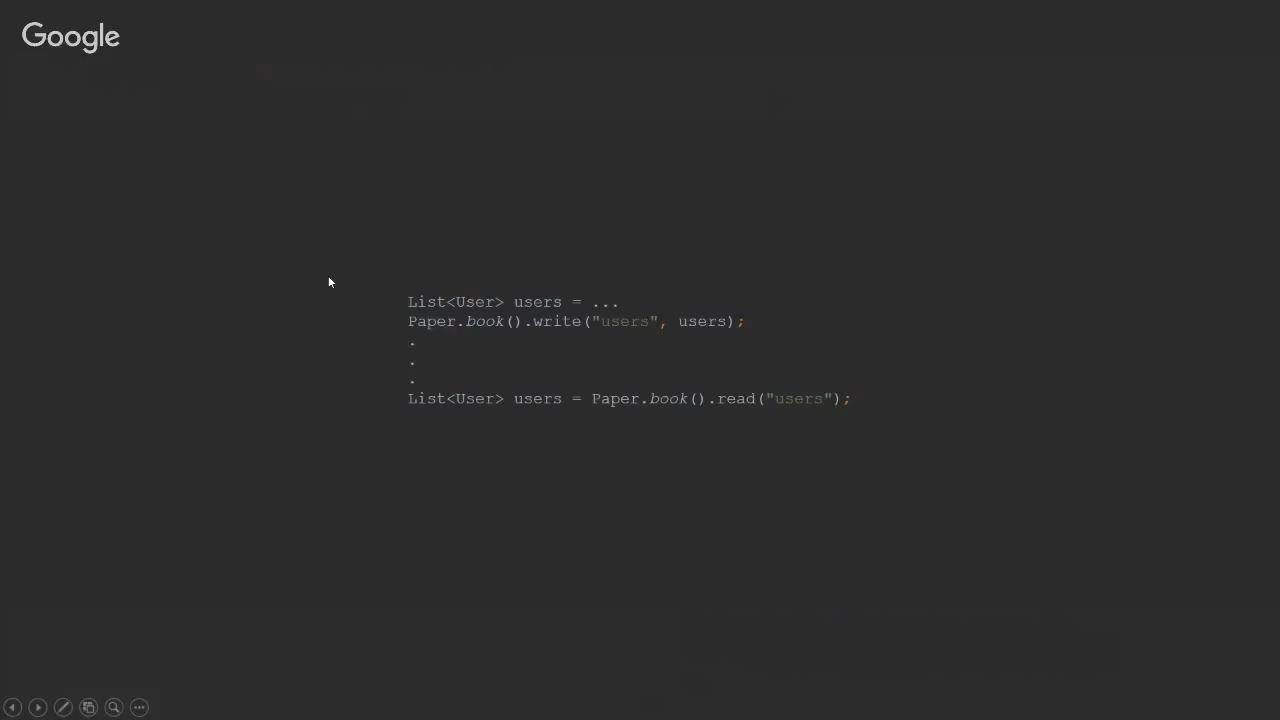 Google
List<User> users = ...
Paper.book().write("users", users);
.
.
.
List<User> users = Paper.book().read("users");